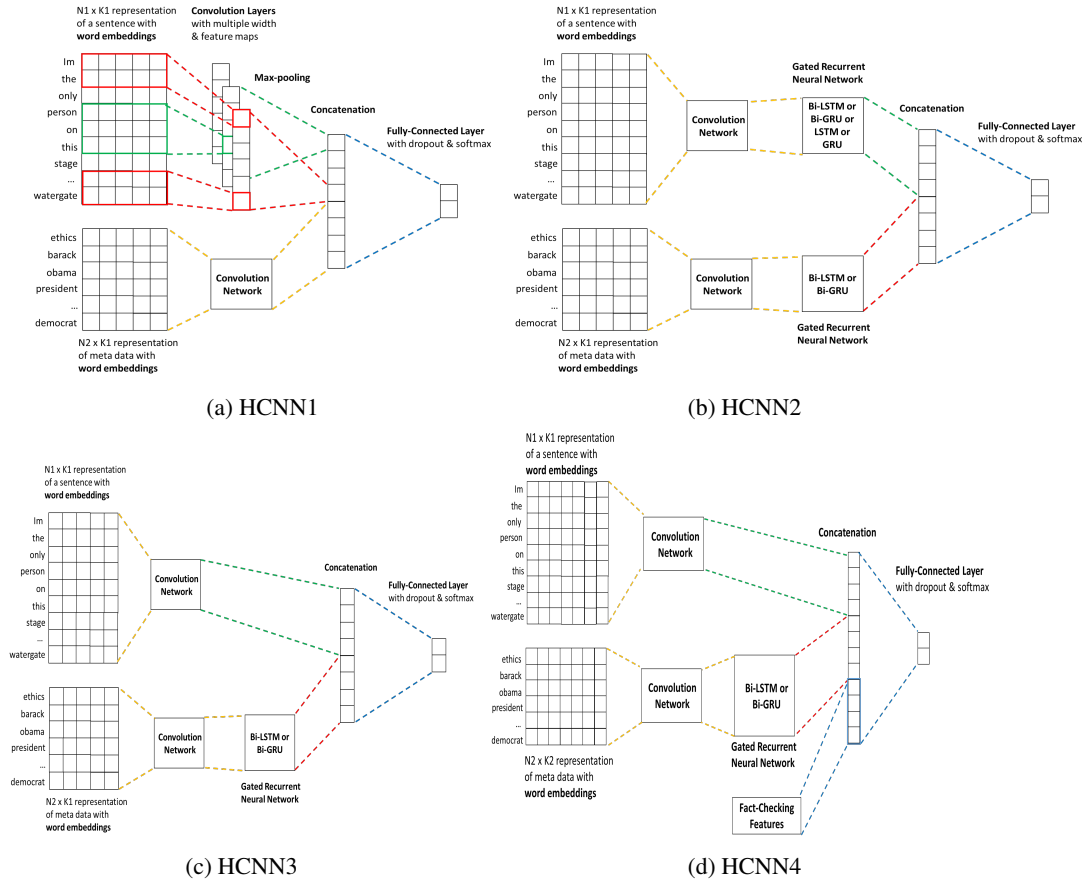 N1 x K1 representation
of a sentence with
word embeddings
Convolution Layers
with multiple width
& feature maps
Im
the
only
person
on
this
stage
...
watergate
Max-pooling
Concatenation
Fully-Connected Layer
with dropout & softmax
ethics
barack
obama
president
...
democrat
Convolution
Network
N2 x K1 representation
of meta data with
word embeddings
(a) HCNN1
N1 x K1 representation
of a sentence with
word embeddings
Im
the
only
person
on
this
stage
...
watergate
Convolution
Network
Gated Recurrent
Neural Network
Bi-LSTM or
Bi-GRU or
LSTM or
GRU
Concatenation
Fully-Connected Layer
with dropout & softmax
ethics
barack
obama
president
...
democrat
Convolution
Network
Bi-LSTM or
Bi-GRU
Gated Recurrent
Neural Network
N2 x K1 representation
of meta data with
word embeddings
(b) HCNN2
N1 x K1 representation
of a sentence with
word embeddings
Im
the
only
person
on
this
stage
...
watergate
Convolution
Network
Concatenation
Fully-Connected Layer
with dropout & softmax
ethics
barack
obama
president
...
democrat
Convolution
Network
Bi-LSTM or
Bi-GRU
Gated Recurrent
Neural Network
N2 x K1 representation
of meta data with
word embeddings
(c) HCNN3
N1 x K1 representation
of a sentence with
word embeddings
Im
the
only
person
on
this
stage
...
watergate
Convolution
Network
Concatenation
Fully-Connected Layer
with dropout & softmax
ethics
barack
obama
president
...
democrat
Convolution
Network
Bi-LSTM or
Bi-GRU
Gated Recurrent
Neural Network
N2 x K2 representation
of meta data with
word embeddings
Fact-Checking
Features
(d) HCNN4